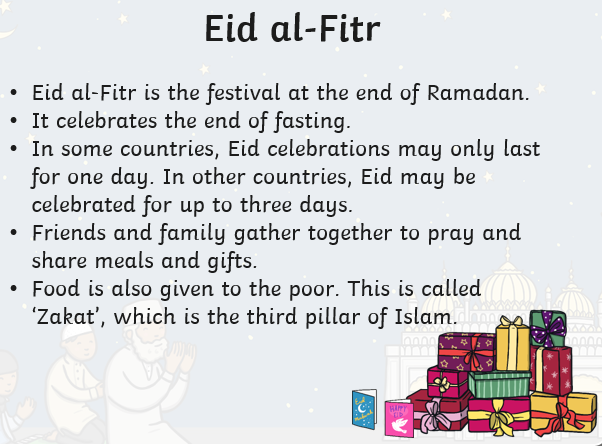 Eid al-Fitr
• Eid al-Fitr is the festival at the end of Ramadan.
• It celebrates the end of fasting.
• In some countries, Eid celebrations may only last
for one day. In other countries, Eid may be
celebrated for up to three days.
• Friends and family gather together to pray and
share meals and gifts.
• Food is also given to the poor. This is called
‘Zakat’, which is the third pillar of Islam.